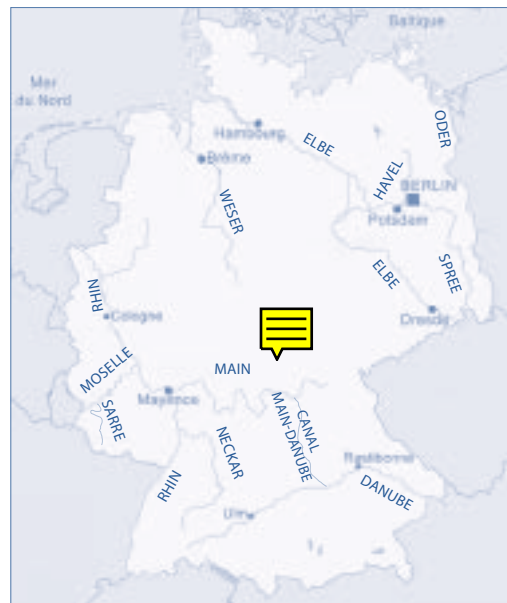 Baltique
Mer
du Nord
Hambourg
ELBE
ODER
Brême
HAVEL
BERLIN
Potsdam
WESER
ELBE
SPREE
RHIN
Cologne
Dresde
MOSELLE
MAIN
Mayence
SARRE
NECKAR
CANAL
MAIN-DANUBE
Ratisbonne
RHIN
DANUBE
Ulm